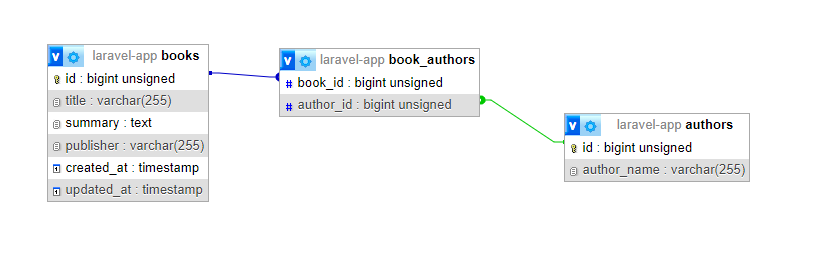 laravel-app books
id : bigint unsigned
title : varchar(255)
summary : text
publisher : varchar(255)
created_at : timestamp
updated_at : timestamp
laravel-app book_authors
book_id : bigint unsigned
author_id : bigint unsigned
laravel-app authors
id : bigint unsigned
author_name : varchar(255)